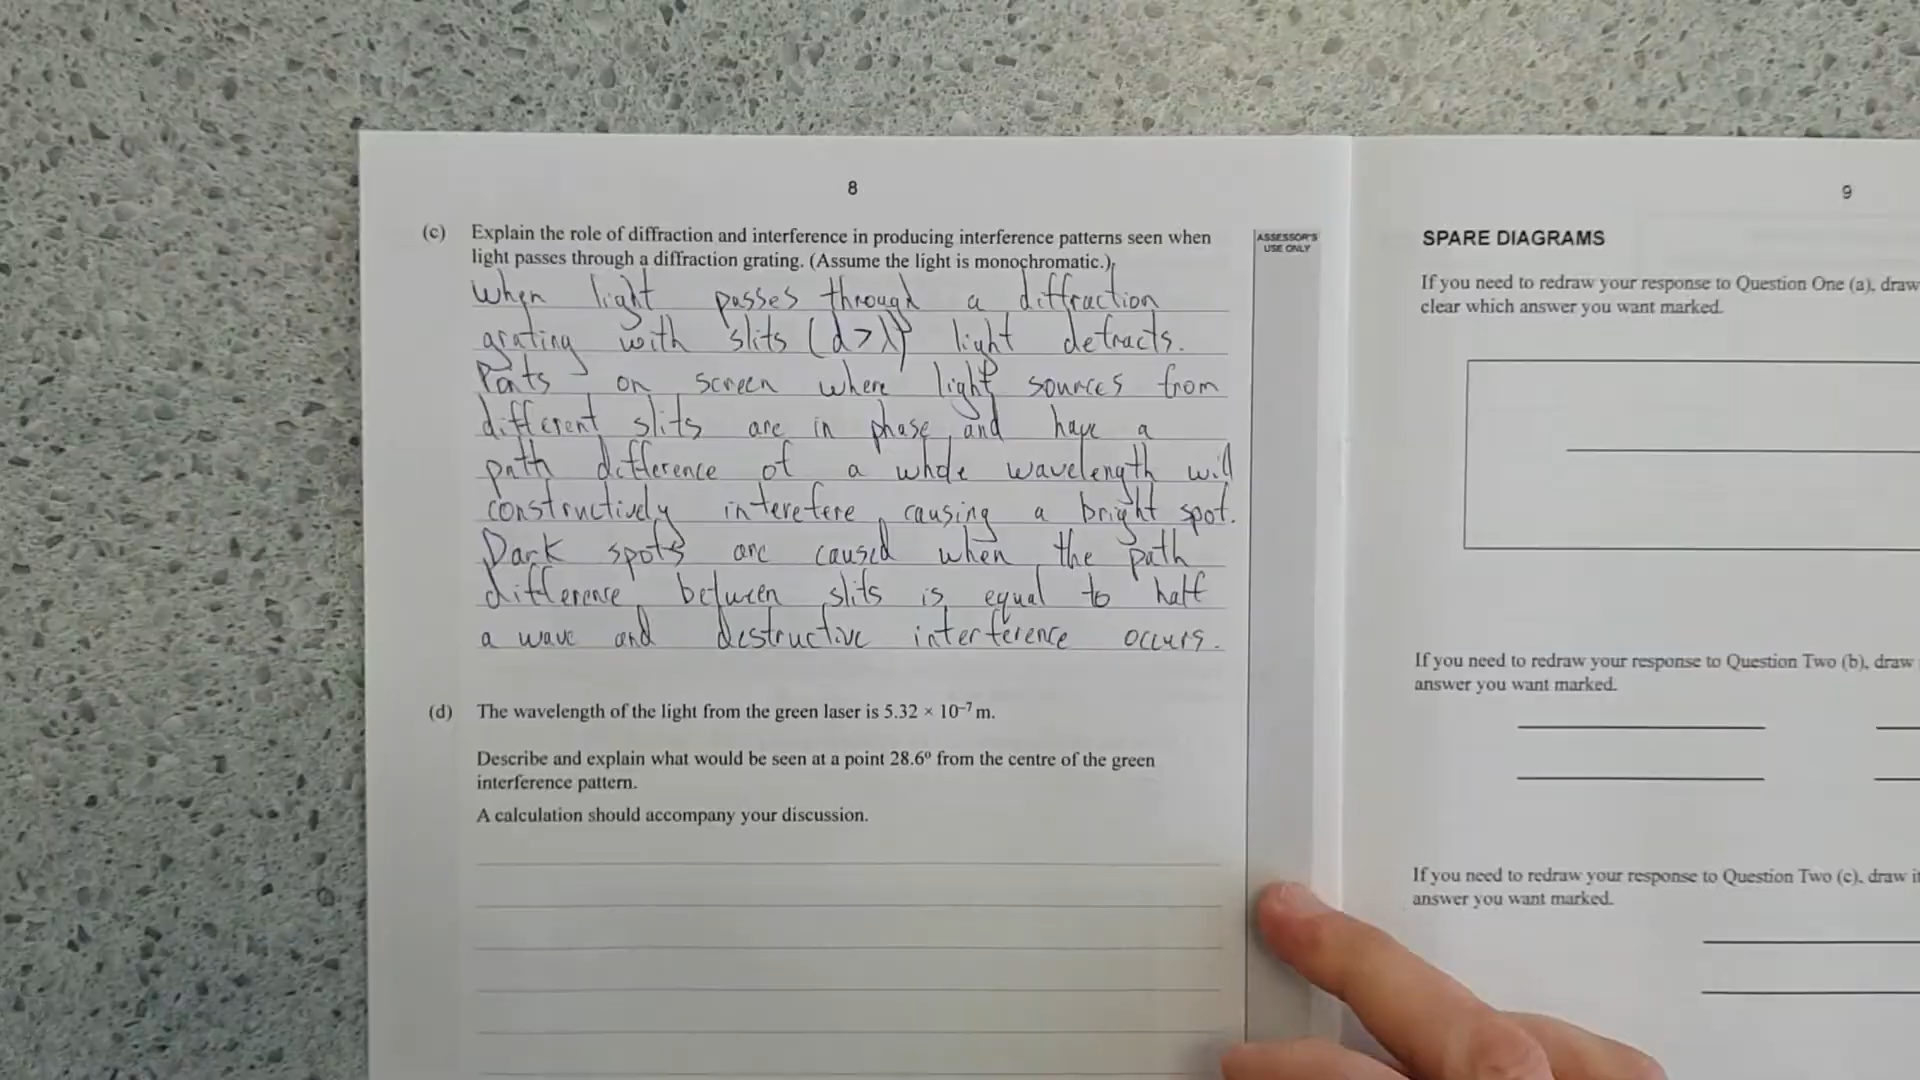 8
(c) Explain the role of diffraction and interference in producing interference patterns seen when
light passes through a diffraction grating. (Assume the light is monochromatic.)
When light passes through a diffraction
grating with slits (d>λ) light defracts.
Ponts on screen where light sources from
different slits are in phase and have a
path difference of a whole wavelength will
constructively interefere, causing a bright spot.
Dark spots are caused when the path
difference between slits is equal to half
a wave and destructive interference occurs.
(d) The wavelength of the light from the green laser is 5.32 × 10⁻⁷ m.
Describe and explain what would be seen at a point 28.6° from the centre of the green
interference pattern.
A calculation should accompany your discussion.
ASSESSOR'S
USE ONLY
9
SPARE DIAGRAMS
If you need to redraw your response to Question One (a), draw
clear which answer you want marked.
If you need to redraw your response to Question Two (b), draw
answer you want marked.
If you need to redraw your response to Question Two (c), draw
answer you want marked.